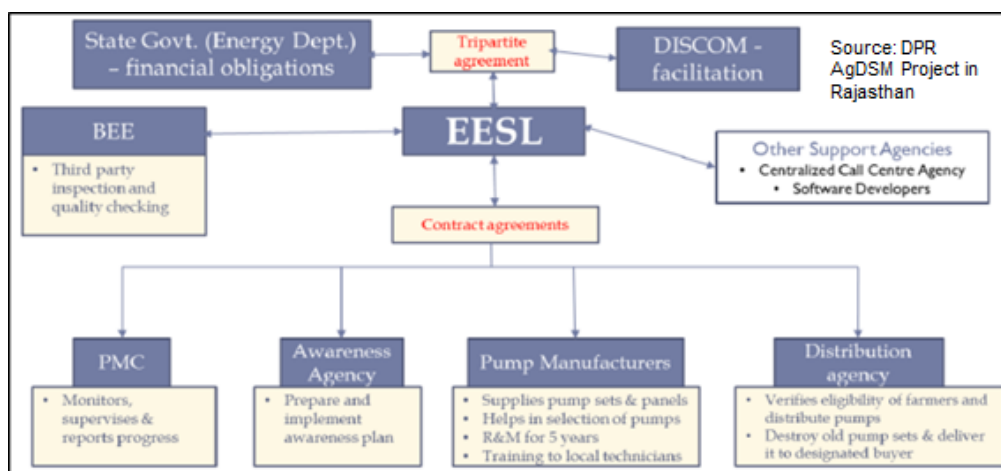 State Govt. (Energy Dept.)
– financial obligations
Tripartite
agreement
DISCOM -
facilitation
Source: DPR
AgDSM Project in
Rajasthan
BEE
• Third party
inspection and
quality checking
EESL
Other Support Agencies
• Centralized Call Centre Agency
• Software Developers
Contract agreements
PMC
• Monitors,
supervises &
reports progress
Awareness
Agency
• Prepare and
implement
awareness plan
Pump Manufacturers
• Supplies pump sets & panels
• Helps in selection of pumps
• R&M for 5 years
• Training to local technicians
Distribution
agency
• Verifies eligibility of farmers and
distribute pumps
• Destroy old pump sets & deliver
it to designated buyer